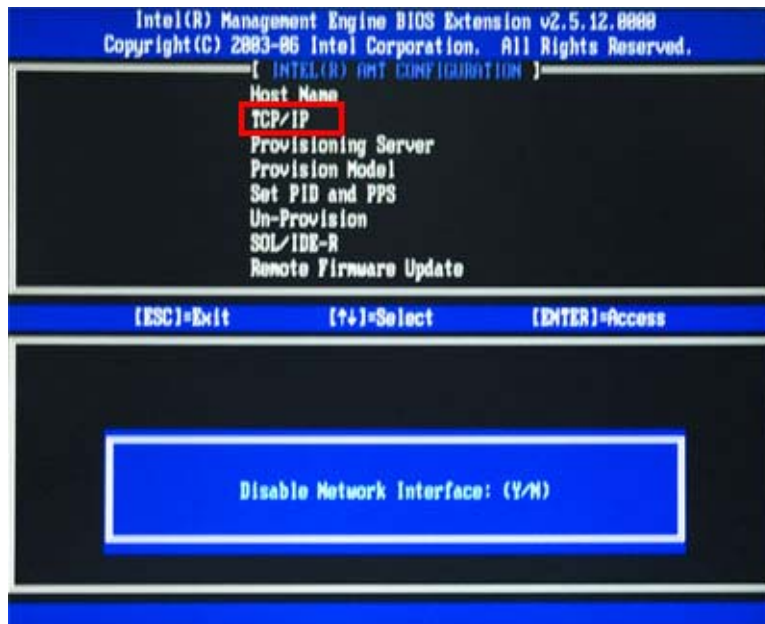 Intel(R) Management Engine BIOS Extension v2.5.12.0000
Copyright(C) 2003-06 Intel Corporation. All Rights Reserved.
[ INTEL(R) AMT CONFIGURATION ]
Host Name
TCP/IP
Provisioning Server
Provision Model
Set PID and PPS
Un-Provision
SOL/IDE-R
Remote Firmware Update
[ESC]=Exit [↑↓]=Select [ENTER]=Access
Disable Network Interface: (Y/N)